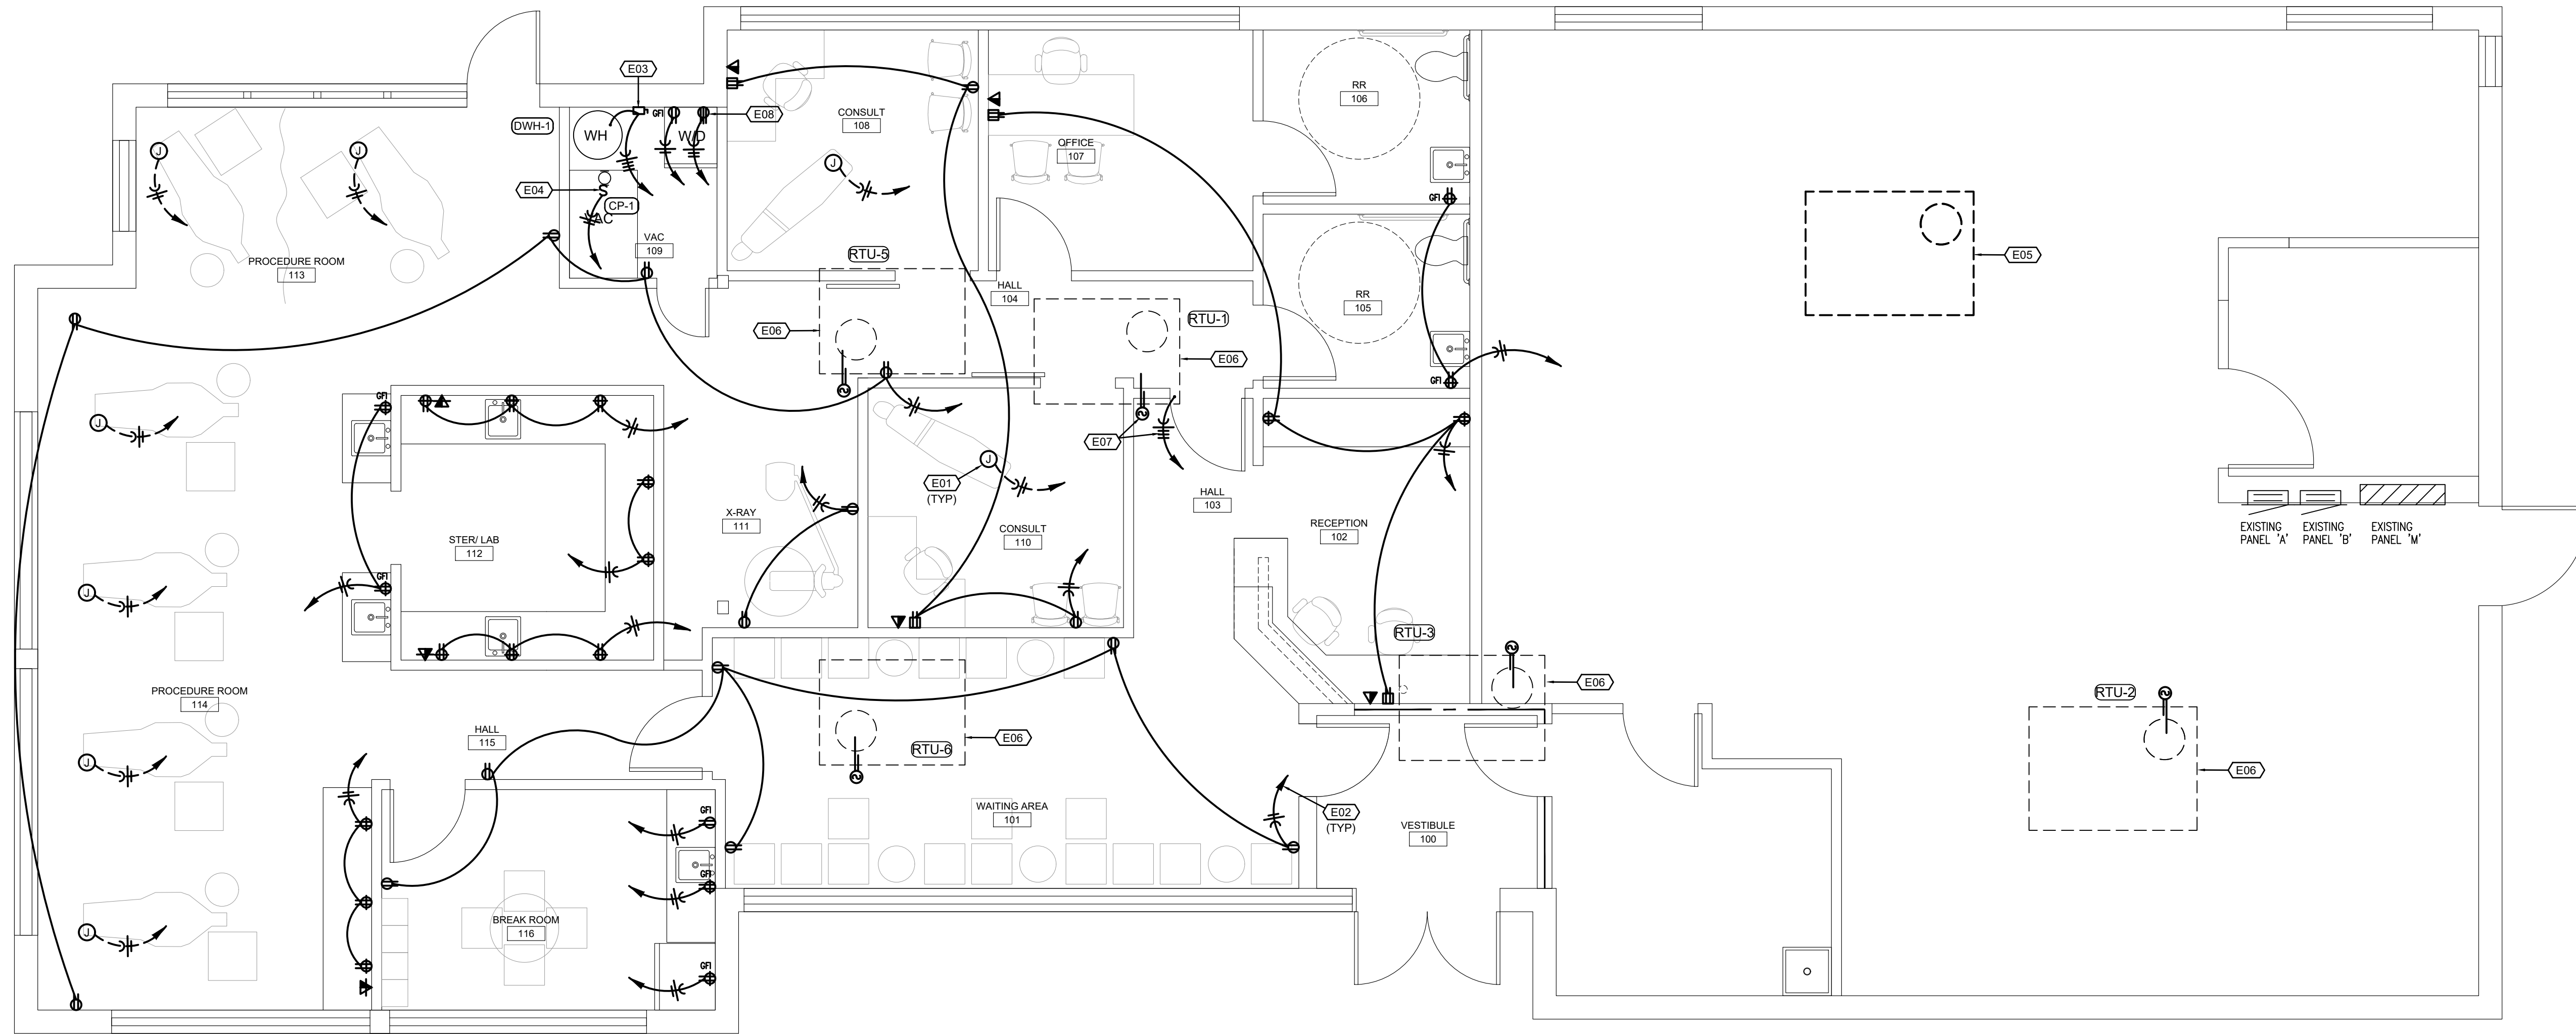 E03
DWH-1
WH
GFI
W/D
E08
CONSULT
108
OFFICE
107
RR
106
J
J
J
E04
CP-1
VAC
VAC
109
PROCEDURE ROOM
113
RTU-5
HALL
104
RTU-1
RR
105
GFI
E05
E06
E06
GFI
GFI
J
E07
E01
(TYP)
J
HALL
103
X-RAY
111
CONSULT
110
RECEPTION
102
STER/ LAB
112
EXISTING
PANEL 'A'
EXISTING
PANEL 'B'
EXISTING
PANEL 'M'
GFI
J
RTU-3
S
E06
PROCEDURE ROOM
114
RTU-2
HALL
115
RTU-6
E06
J
E06
WAITING AREA
101
E02
(TYP)
VESTIBULE
100
GFI
GFI
BREAK ROOM
116
J
GFI